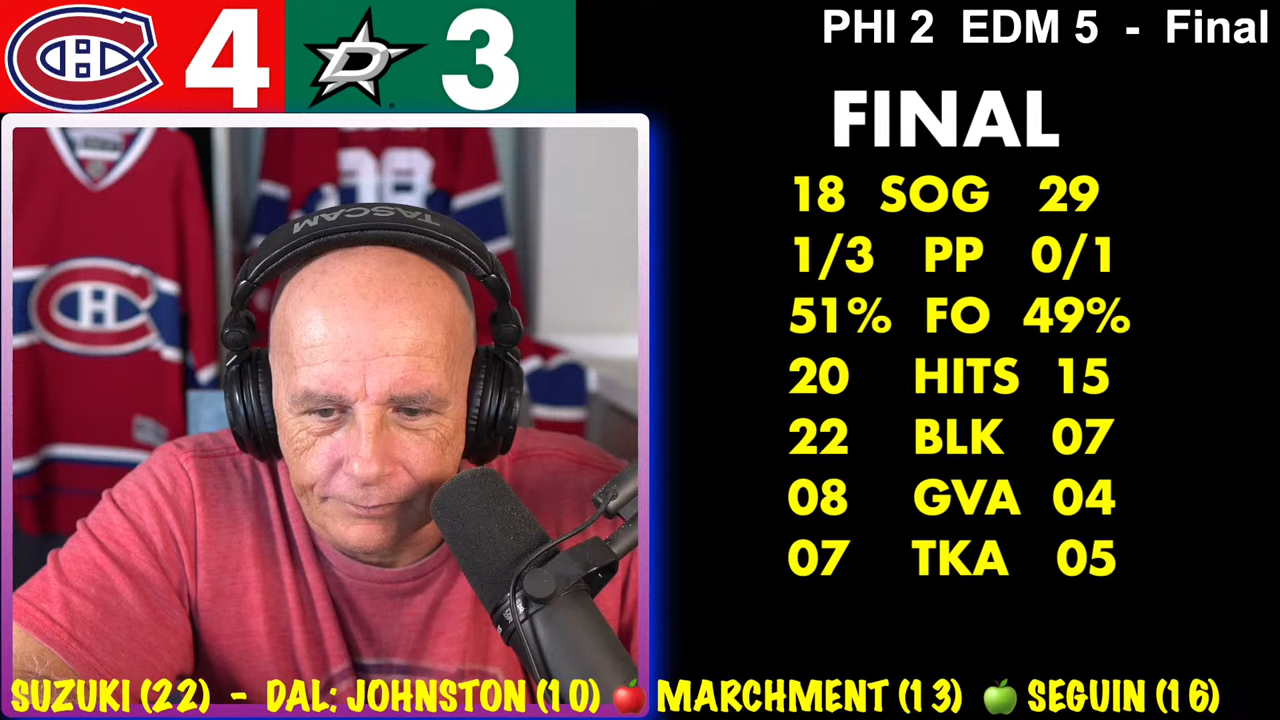 4 3
PHI 2 EDM 5 - Final
FINAL
18 SOG 29
1/3 PP 0/1
51% FO 49%
20 HITS 15
22 BLK 07
08 GVA 04
07 TKA 05
TASCAM
SUZUKI (22) - DAL: JOHNSTON (10) 🍎 MARCHMENT (13) 🍏 SEGUIN (16)